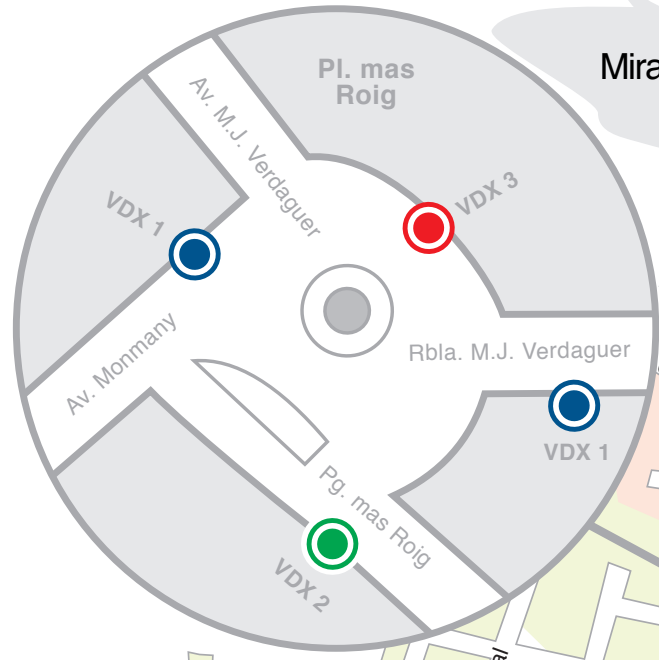 Mira
Pl. mas
Roig
Av. M.J. Verdaguer
VDX 3
VDX 1
Av. Monmany
Rbla. M.J. Verdaguer
VDX 1
Pg. mas Roig
VDX 2
al